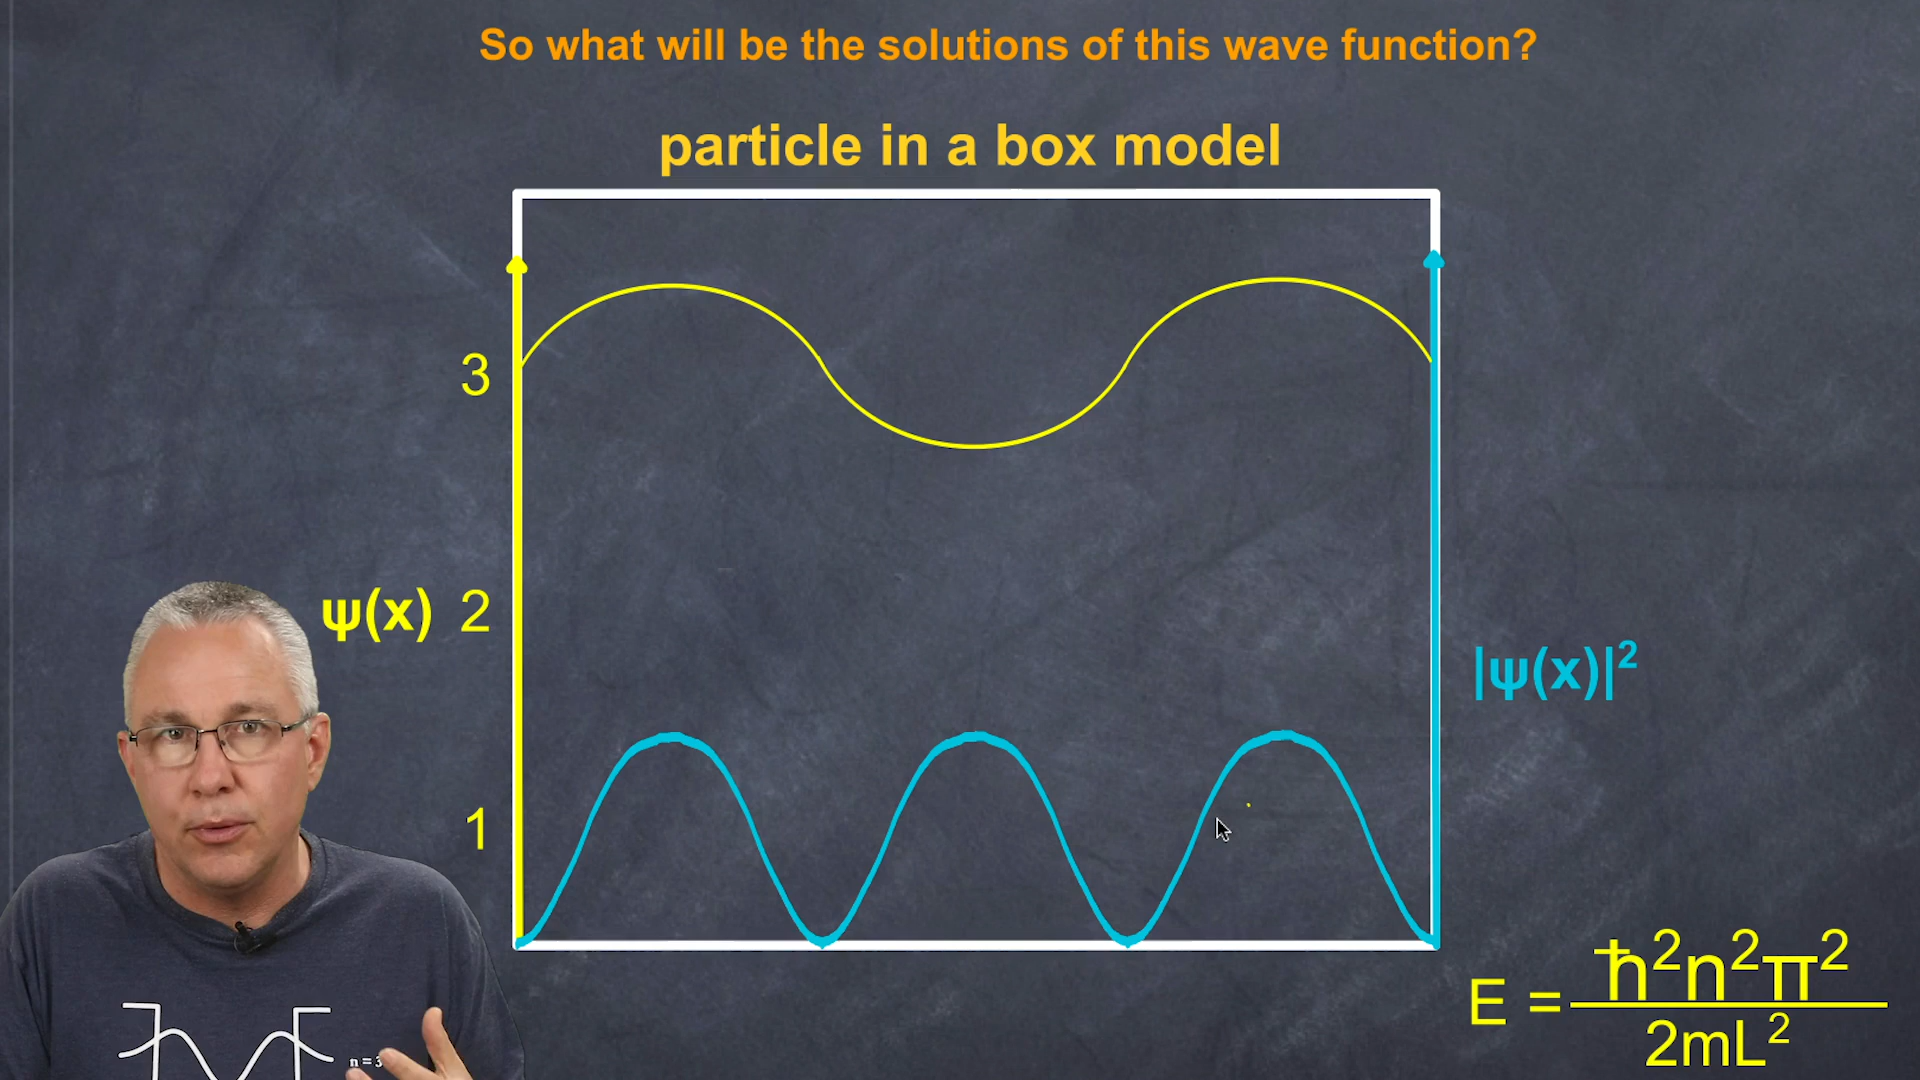 So what will be the solutions of this wave function?
particle in a box model
3
ψ(x) 2
|ψ(x)|²
1
E = ħ²n²π² / 2mL²
n = 3